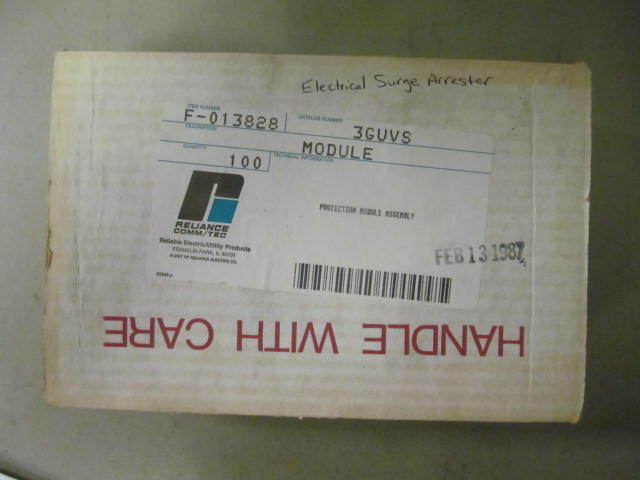 Electrical Surge Arrester
ITEM NUMBER
F-013828
CATALOG NUMBER
3GUVS
DESCRIPTION
MODULE
QUANTITY
100
TECHNICAL INFORMATION
PROTECTION MODULE ASSEMBLY
RELIANCE
COMM/TEC
Reliable Electric/Utility Products
FRANKLIN PARK, IL 60131
A UNIT OF RELIANCE ELECTRIC CO.
FEB 13 1987
HANDLE WITH CARE